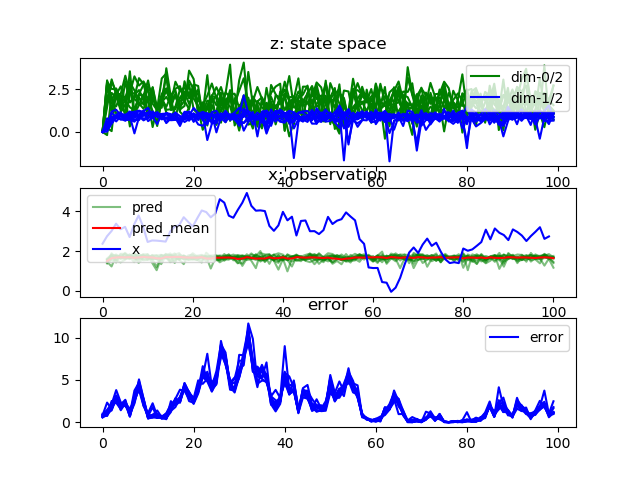 z: state space
2.5
0.0
dim-0/2
dim-1/2
0 20 40 60 80 100
x: observation
4
2
0
pred
pred_mean
x
0 20 40 60 80 100
error
10
5
0
error
0 20 40 60 80 100